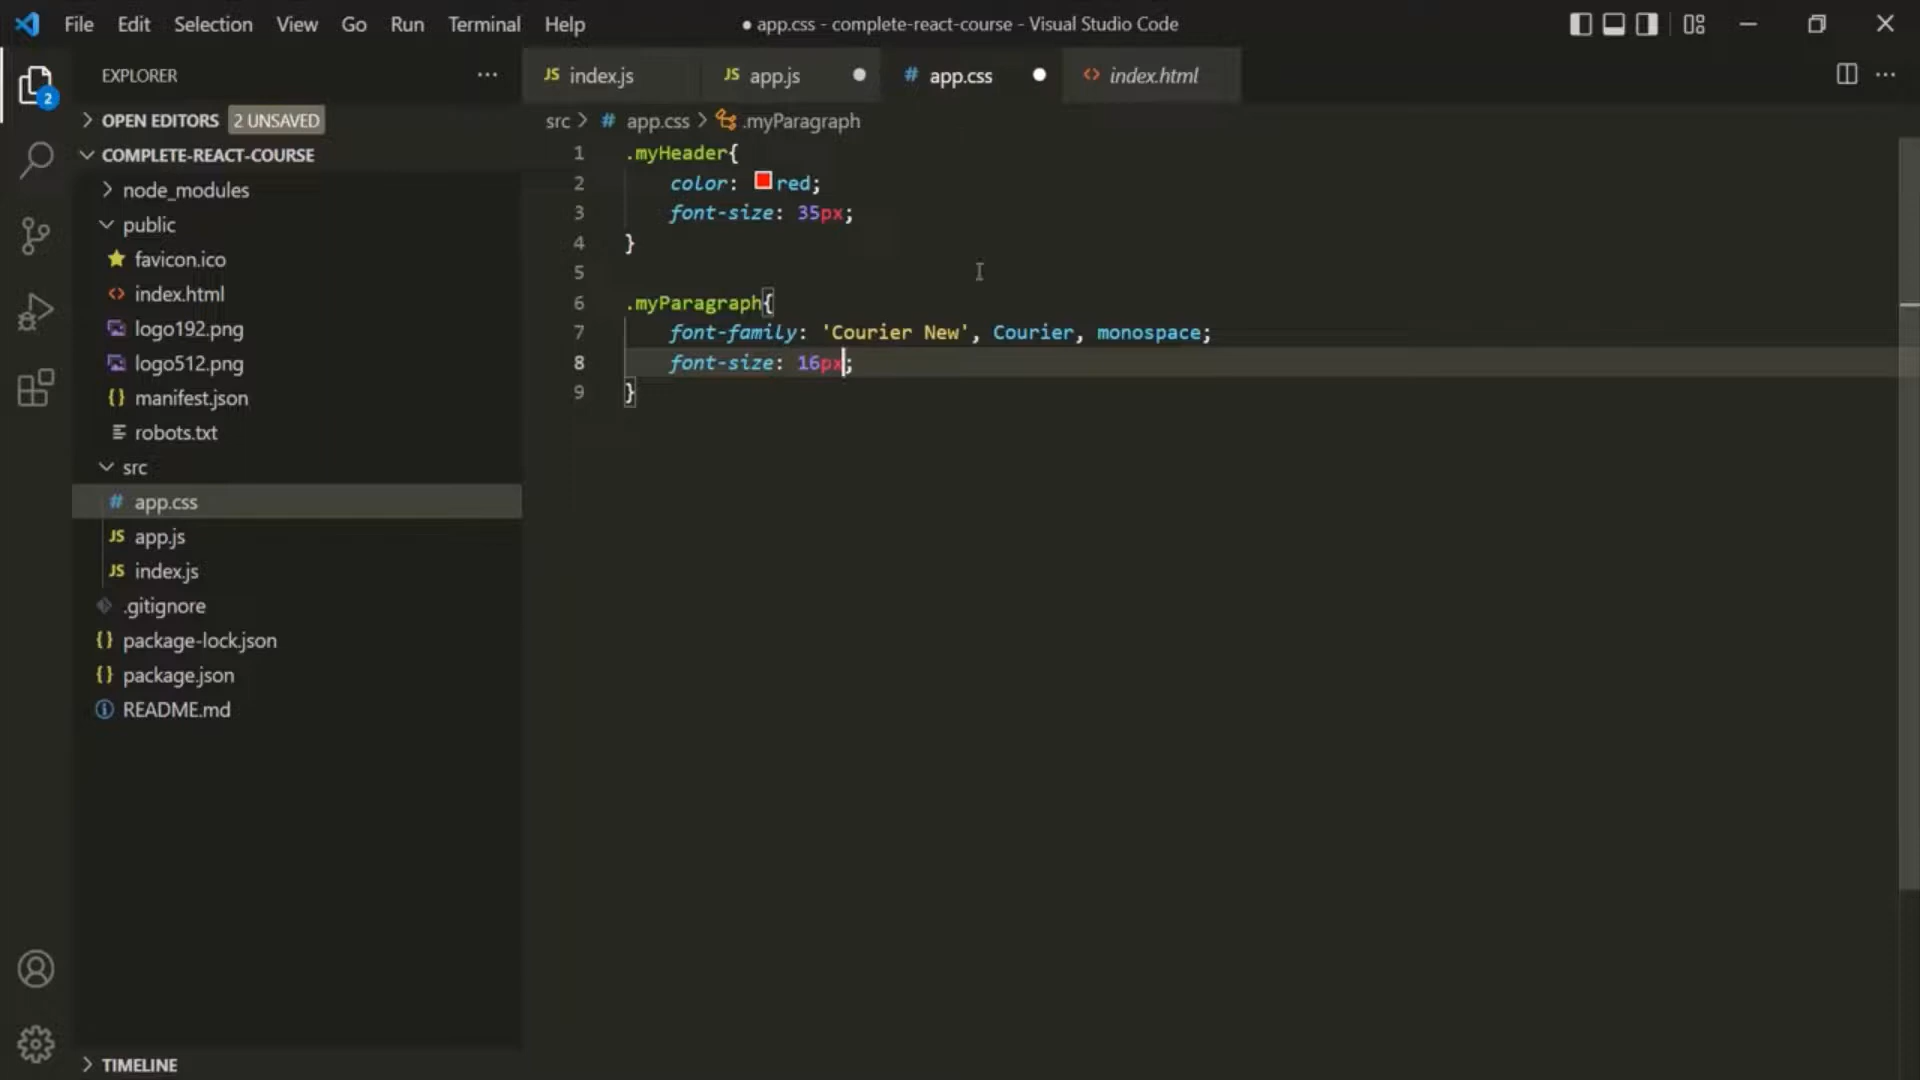 File Edit Selection View Go Run Terminal Help
● app.css - complete-react-course - Visual Studio Code
2
EXPLORER
OPEN EDITORS 2 UNSAVED
COMPLETE-REACT-COURSE
node_modules
public
favicon.ico
index.html
logo192.png
logo512.png
{} manifest.json
robots.txt
src
# app.css
JS app.js
JS index.js
.gitignore
{} package-lock.json
{} package.json
README.md
TIMELINE
JS index.js
JS app.js
# app.css
<> index.html
src > # app.css > .myParagraph
1 .myHeader{
2 color: red;
3 font-size: 35px;
4 }
5
6 .myParagraph{
7 font-family: 'Courier New', Courier, monospace;
8 font-size: 16px;
9 }